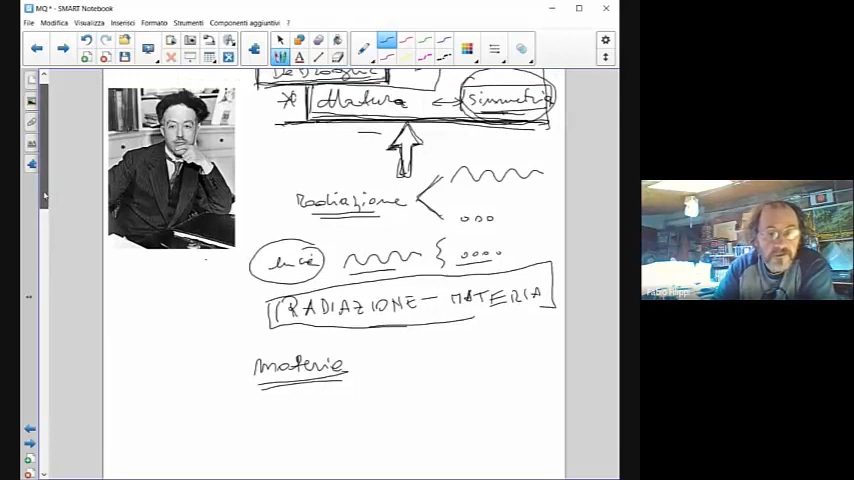 MQ * - SMART Notebook
File Modifica Visualizza Inserisci Formato Strumenti Componenti aggiuntivi ?
De Broglie
* Natura ↔ Simmetria
Radiazione
luce
RADIAZIONE - MATERIA
materia